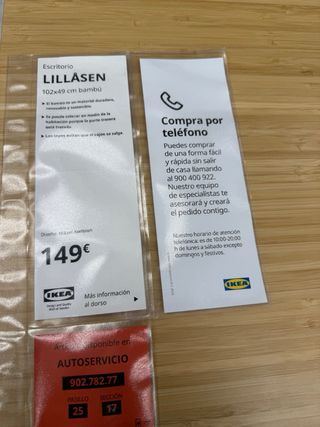 Escritorio
LILLÅSEN
102x49 cm bambú
▸ El bambú es un material duradero,
renovable y sostenible.
▸ Se puede colocar en medio de la
habitación porque la parte trasera
está tratada.
▸ Los topes evitan que el cajón se salga.
149€
IKEA
Más información
al dorso
Compra por
teléfono
Puedes comprar
de una forma fácil
y rápida sin salir
de casa llamando
al 900 400 922.
Nuestro equipo
de especialistas te
asesorará y creará
el pedido contigo.
Nuestro horario de atención
telefónica: es de 10:00-20:00
h de lunes a sábado excepto
domingos y festivos.
IKEA
disponible en
AUTOSERVICIO
902.782.77
PASILLO
SECCIÓN
25
17